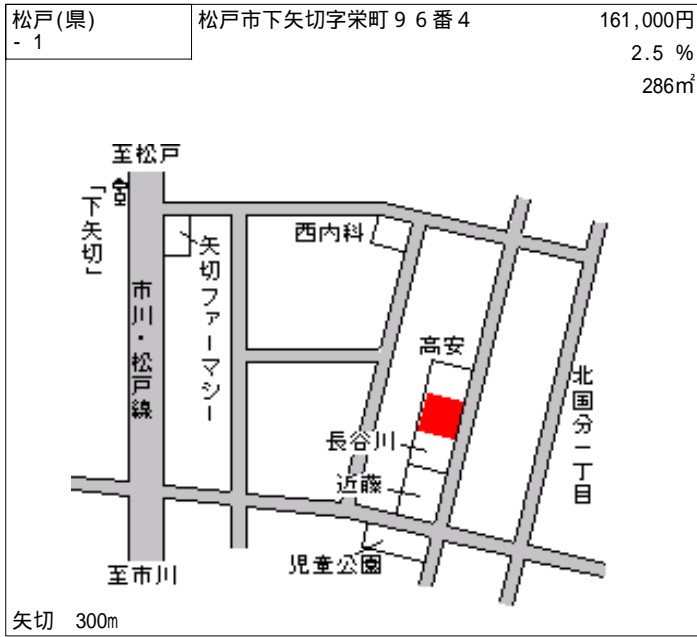 松戸(県)
- 1
松戸市下矢切字栄町９６番4
161,000円
2.5 %
286㎡
至松戸
「下矢切」
矢切ファーマシー
西内科
市川・松戸線
高安
北国分一丁目
長谷川
近藤
児童公園
至市川
矢切 300m